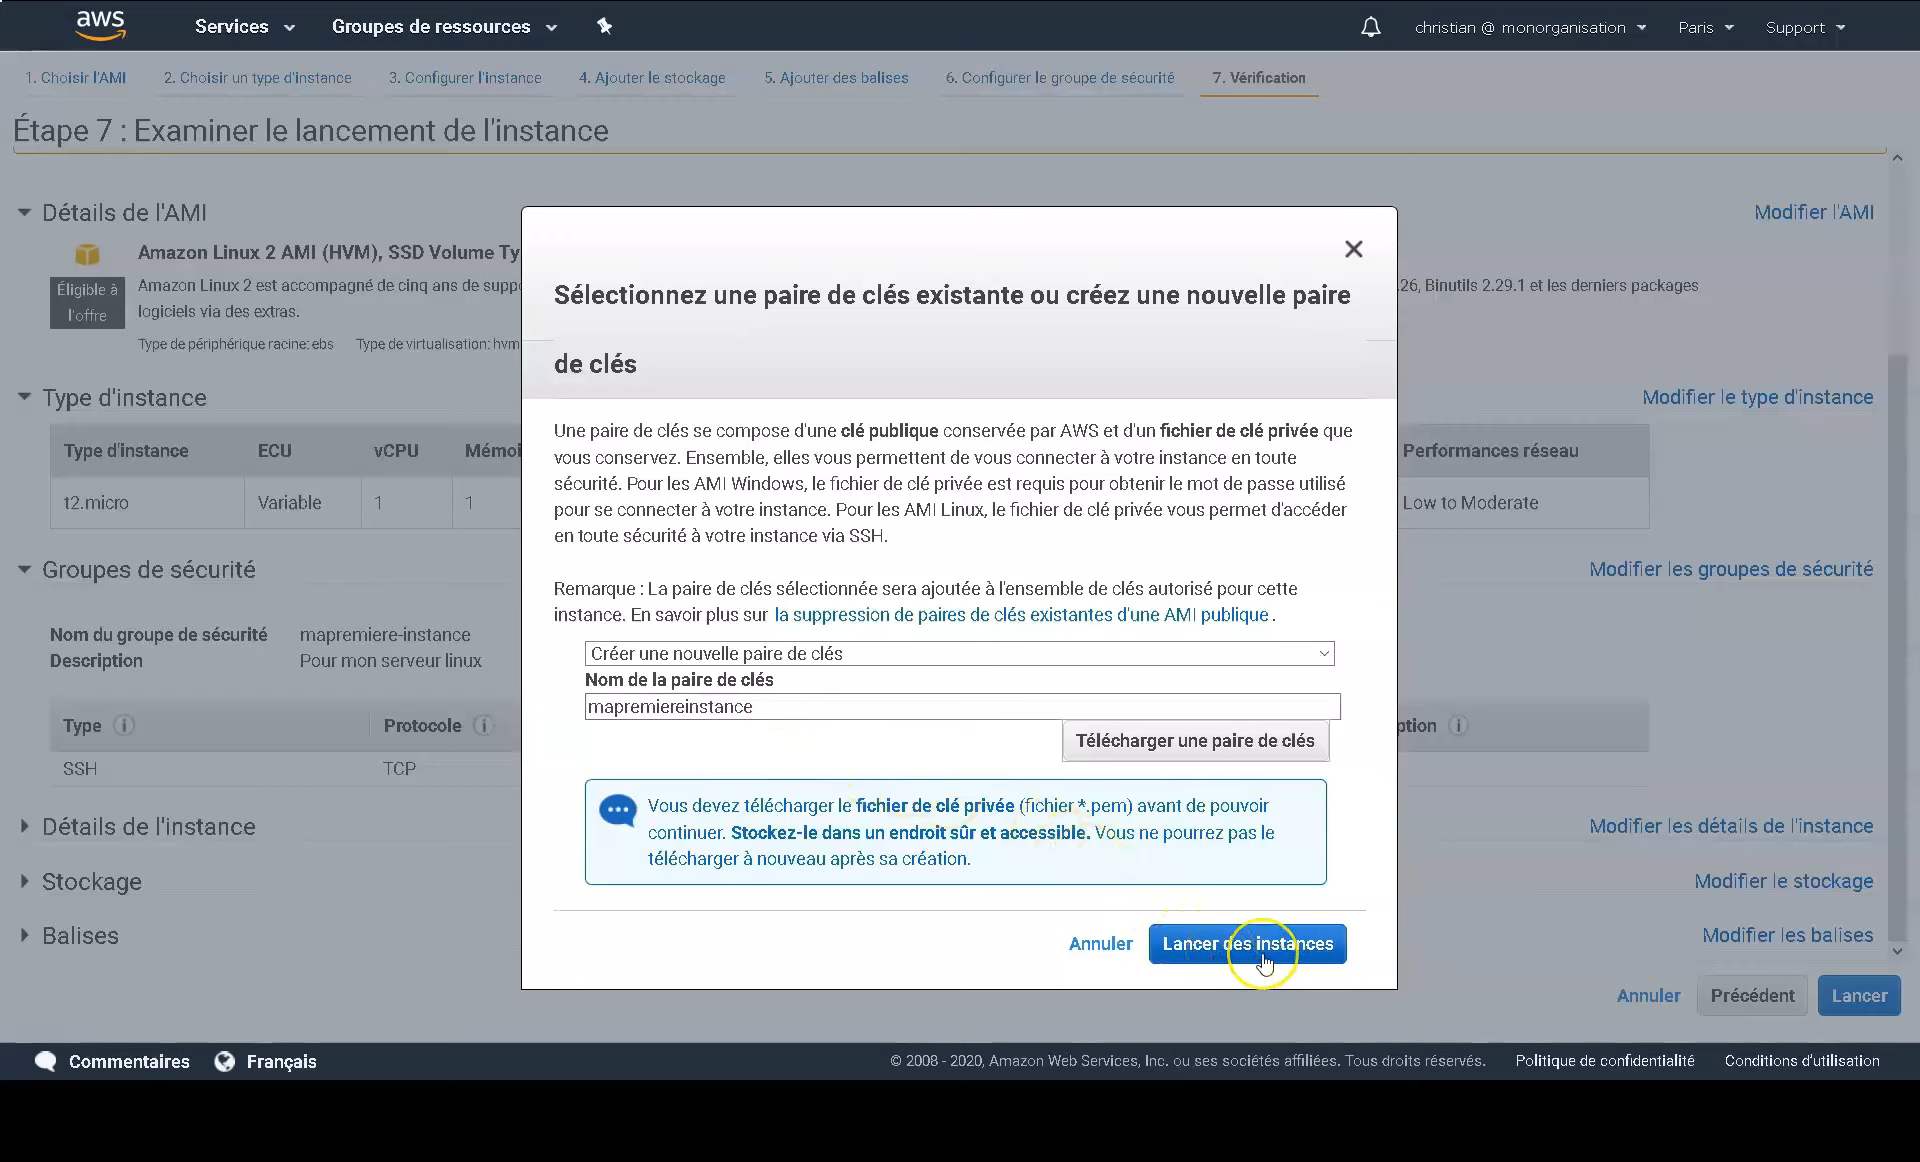 aws Services Groupes de ressources christian @ monorganisation Paris Support
1. Choisir l'AMI 2. Choisir un type d'instance 3. Configurer l'instance 4. Ajouter le stockage 5. Ajouter des balises 6. Configurer le groupe de sécurité 7. Vérification
Étape 7 : Examiner le lancement de l'instance
Détails de l'AMI Modifier l'AMI
Amazon Linux 2 AMI (HVM), SSD Volume Ty
Éligible à l'offre
Amazon Linux 2 est accompagné de cinq ans de supp .26, Binutils 2.29.1 et les derniers packages
logiciels via des extras.
Type de périphérique racine: ebs Type de virtualisation: hvm
Type d'instance Modifier le type d'instance
Type d'instance ECU vCPU Mémoi Performances réseau
t2.micro Variable 1 1 Low to Moderate
Groupes de sécurité Modifier les groupes de sécurité
Nom du groupe de sécurité mapremiere-instance
Description Pour mon serveur linux
Type Protocole ption
SSH TCP
Détails de l'instance Modifier les détails de l'instance
Stockage Modifier le stockage
Balises Modifier les balises
Sélectionnez une paire de clés existante ou créez une nouvelle paire
de clés
Une paire de clés se compose d'une clé publique conservée par AWS et d'un fichier de clé privée que
vous conservez. Ensemble, elles vous permettent de vous connecter à votre instance en toute
sécurité. Pour les AMI Windows, le fichier de clé privée est requis pour obtenir le mot de passe utilisé
pour se connecter à votre instance. Pour les AMI Linux, le fichier de clé privée vous permet d'accéder
en toute sécurité à votre instance via SSH.
Remarque : La paire de clés sélectionnée sera ajoutée à l'ensemble de clés autorisé pour cette
instance. En savoir plus sur la suppression de paires de clés existantes d'une AMI publique .
Créer une nouvelle paire de clés
Nom de la paire de clés
mapremiereinstance
Télécharger une paire de clés
Vous devez télécharger le fichier de clé privée (fichier *.pem) avant de pouvoir
continuer. Stockez-le dans un endroit sûr et accessible. Vous ne pourrez pas le
télécharger à nouveau après sa création.
Annuler Lancer des instances
Annuler Précédent Lancer
Commentaires Français © 2008 - 2020, Amazon Web Services, Inc. ou ses sociétés affiliées. Tous droits réservés. Politique de confidentialité Conditions d'utilisation